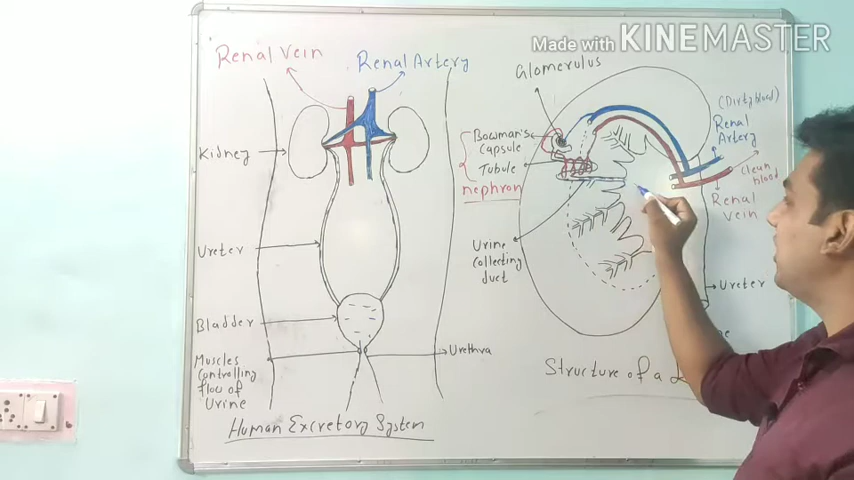 Made with KINEMASTER
Renal Vein
Renal Artery
Kidney
Ureter
Bladder
Muscles
Controlling
flow of
Urine
Urethra
Human Excretory System
Glomerulus
Bowman's
Capsule
Tubule
nephron
Urine
Collecting
duct
(Dirty blood)
Renal
Artery
Clean
blood
Renal
Vein
Ureter
Structure of a